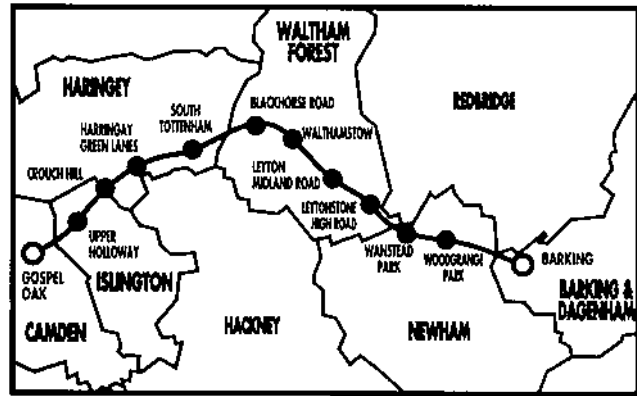 WALTHAM
FOREST
HARINGEY
REDBRIDGE
SOUTH
TOTTENHAM
BLACKHORSE ROAD
HARRINGAY
GREEN LANES
WALTHAMSTOW
CROUCH HILL
LEYTON
MIDLAND ROAD
LEYTONSTONE
HIGH ROAD
UPPER
HOLLOWAY
WANSTEAD
PARK
WOODGRANGE
PARK
BARKING
GOSPEL
OAK
ISLINGTON
BARKING &
DAGENHAM
CAMDEN
HACKNEY
NEWHAM